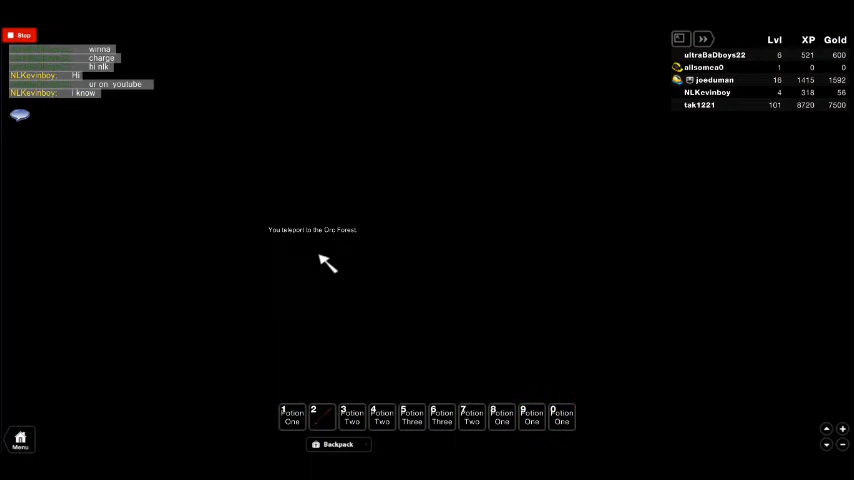 Stop
winna
charge
hi nlk
NLKevinboy: Hi
ur on youtube
NLKevinboy: i know
Lvl XP Gold
ultraBaDboys22 6 521 600
allsomca0 1 0 0
joeduman 16 1415 1592
NLKevinboy 4 318 56
tak1221 101 8720 7500
You teleport to the Orc Forest.
1 Potion One
2
3 Potion Two
4 Potion Two
5 Potion Three
6 Potion Three
7 Potion Two
8 Potion One
9 Potion One
0 Potion One
Backpack
Menu